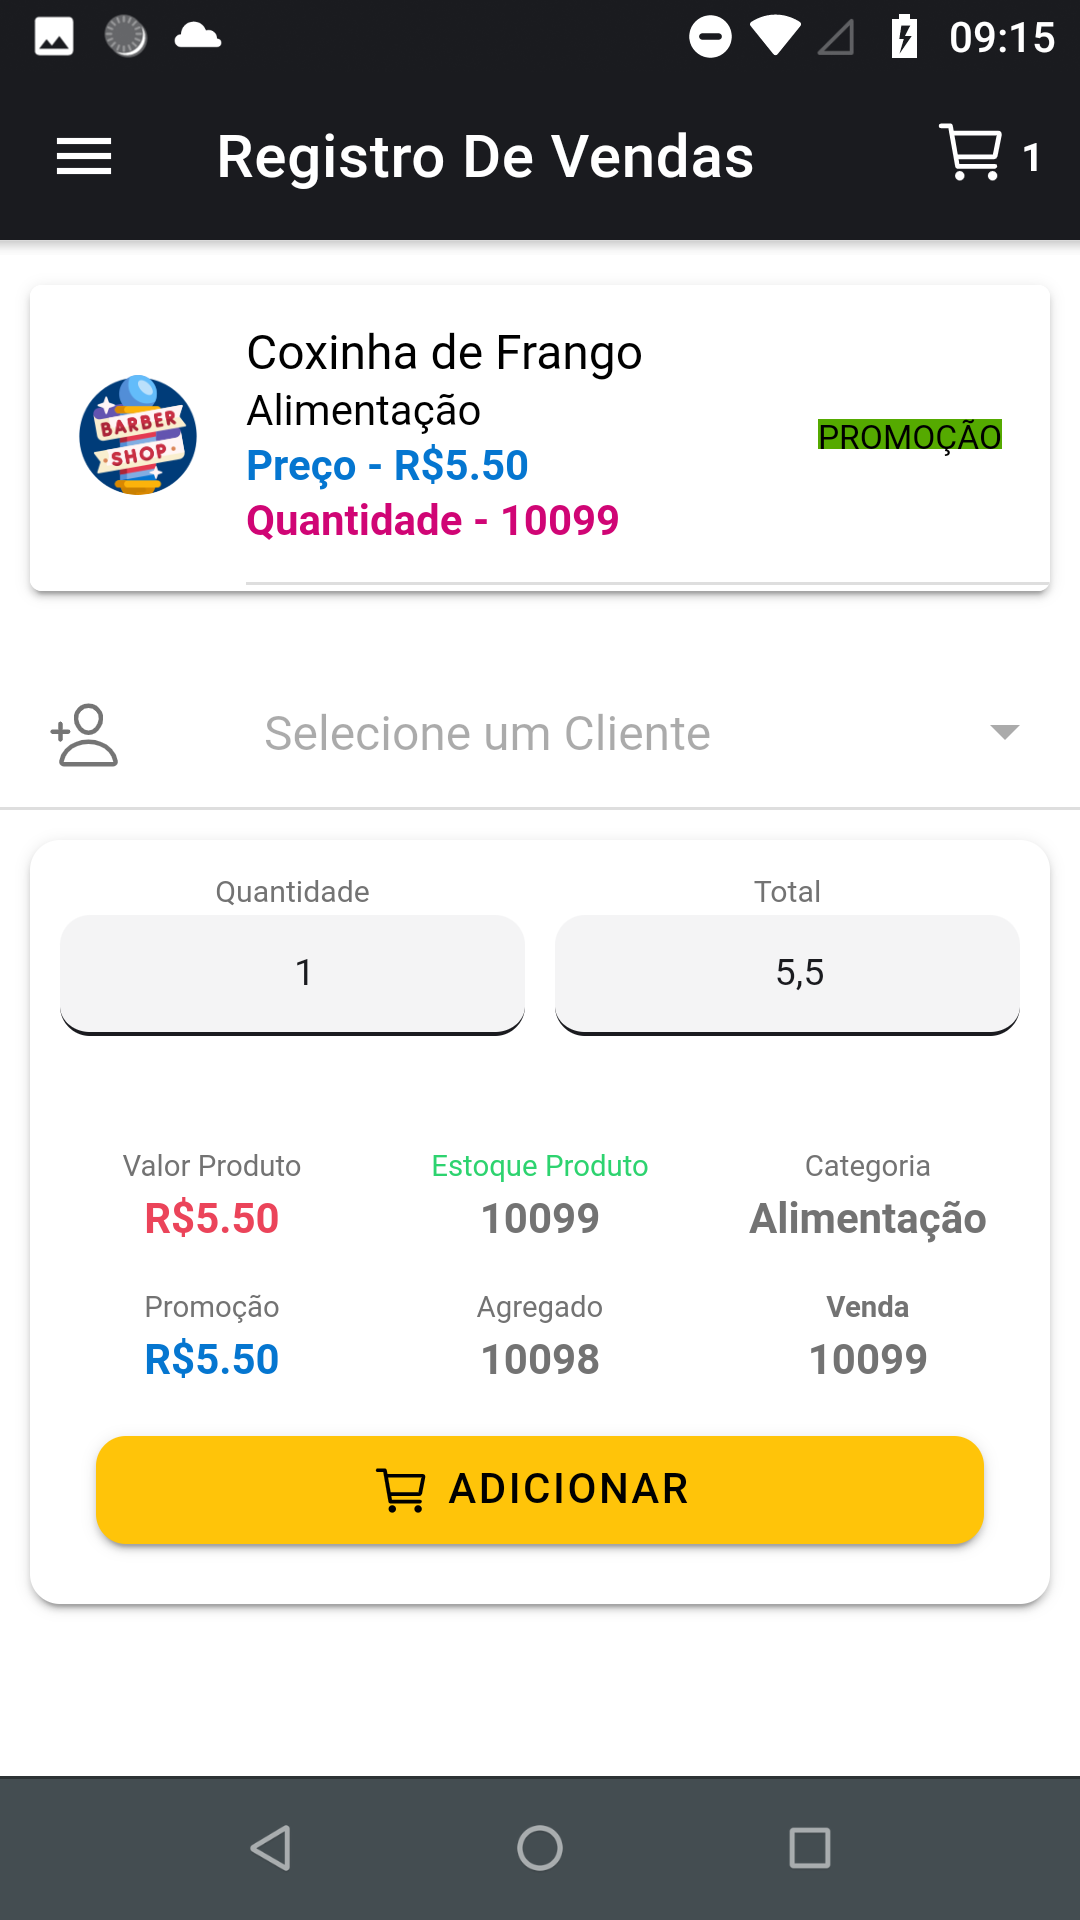 09:15
Registro De Vendas
1
Coxinha de Frango
Alimentação
Preço - R$5.50
Quantidade - 10099
BARBER
SHOP
PROMOÇÃO
Selecione um Cliente
Quantidade
Total
1
5,5
Valor Produto
Estoque Produto
Categoria
R$5.50
10099
Alimentação
Promoção
Agregado
Venda
R$5.50
10098
10099
ADICIONAR